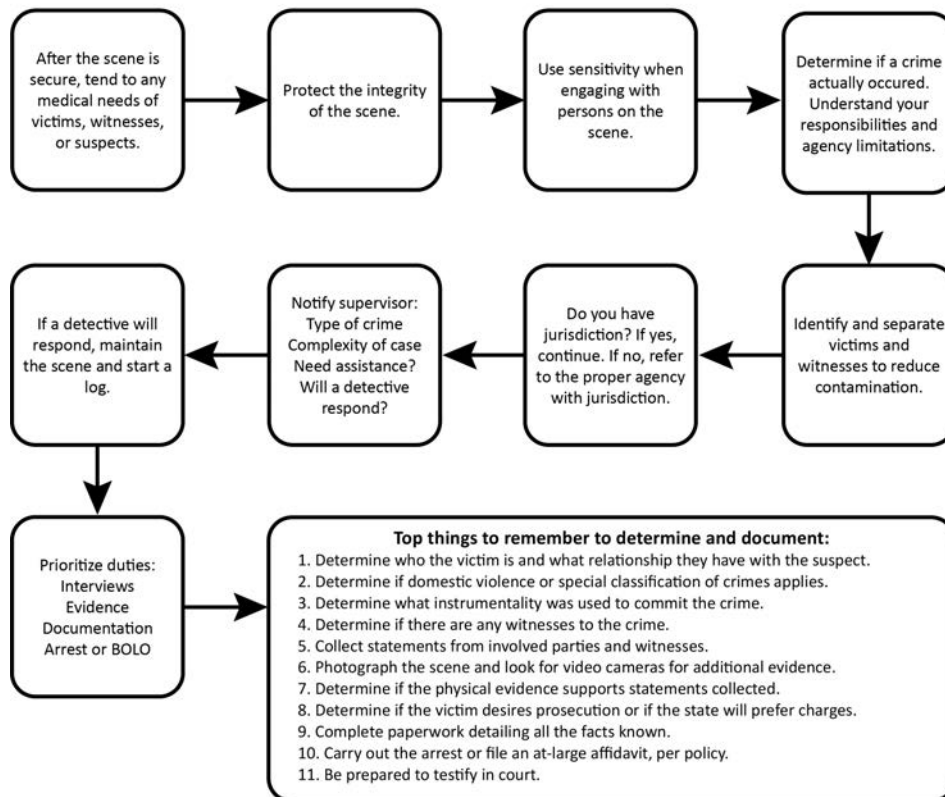 After the scene is
secure, tend to any
medical needs of
victims, witnesses,
or suspects.
Protect the integrity
of the scene.
Use sensitivity when
engaging with
persons on the
scene.
Determine if a crime
actually occured.
Understand your
responsibilities and
agency limitations.
Identify and separate
victims and
witnesses to reduce
contamination.
Do you have
jurisdiction? If yes,
continue. If no, refer
to the proper agency
with jurisdiction.
Notify supervisor:
Type of crime
Complexity of case
Need assistance?
Will a detective
respond?
If a detective will
respond, maintain
the scene and start a
log.
Prioritize duties:
Interviews
Evidence
Documentation
Arrest or BOLO
Top things to remember to determine and document:
1. Determine who the victim is and what relationship they have with the suspect.
2. Determine if domestic violence or special classification of crimes applies.
3. Determine what instrumentality was used to commit the crime.
4. Determine if there are any witnesses to the crime.
5. Collect statements from involved parties and witnesses.
6. Photograph the scene and look for video cameras for additional evidence.
7. Determine if the physical evidence supports statements collected.
8. Determine if the victim desires prosecution or if the state will prefer charges.
9. Complete paperwork detailing all the facts known.
10. Carry out the arrest or file an at-large affidavit, per policy.
11. Be prepared to testify in court.